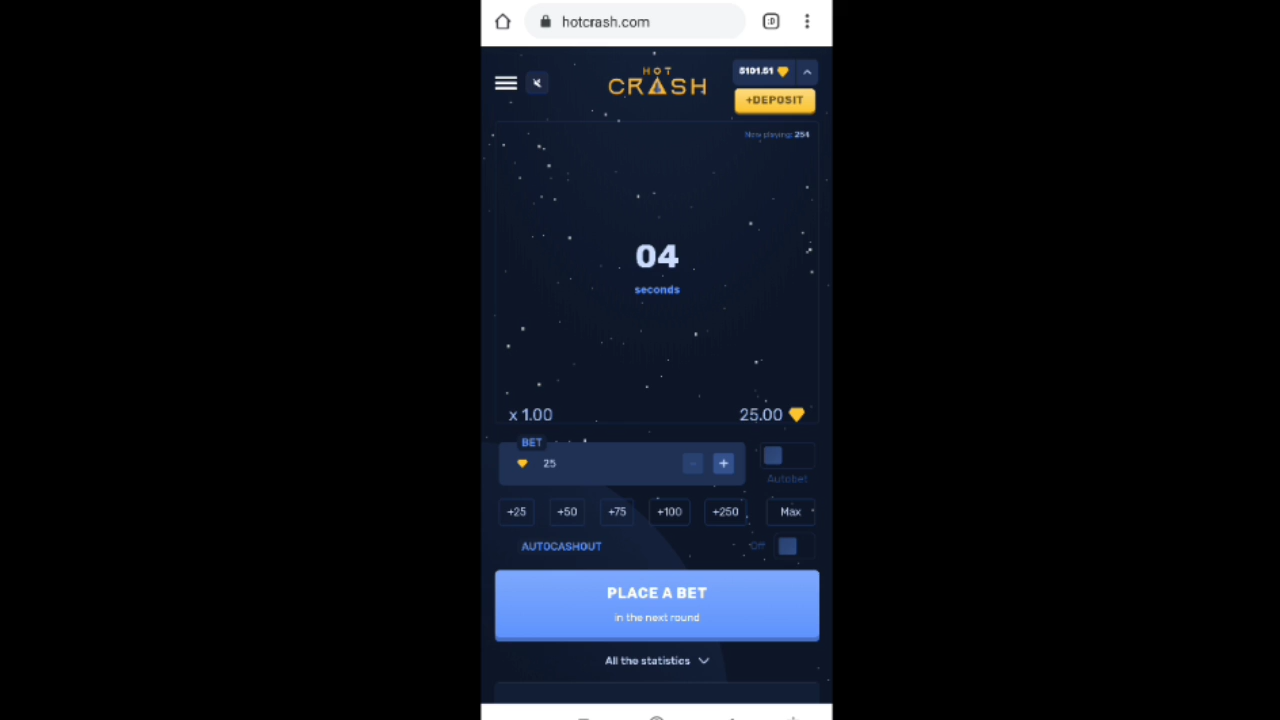 hotcrash.com
:D
HOT
CRASH
5101.51
+DEPOSIT
Now playing: 254
04
seconds
x 1.00
25.00
BET
25
- +
Autobet
+25 +50 +75 +100 +250 Max
AUTOCASHOUT
Off
PLACE A BET
in the next round
All the statistics